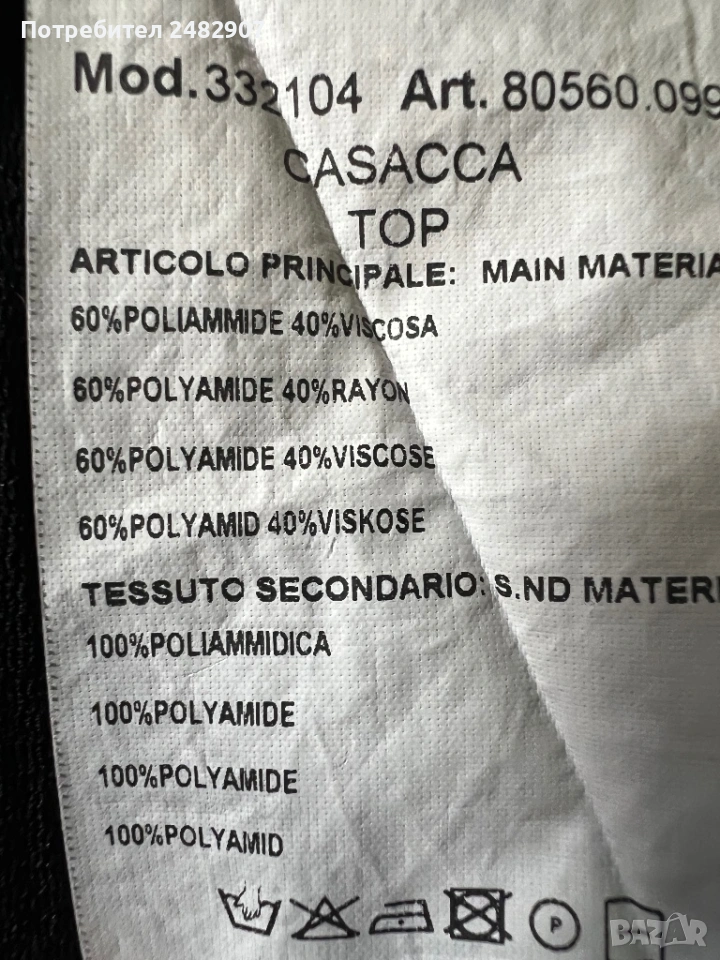 Потребител 2482902
Mod.332104 Art. 80560.099
CASACCA
TOP
ARTICOLO PRINCIPALE: MAIN MATERIA
60%POLIAMMIDE 40%VISCOSA
60%POLYAMIDE 40%RAYON
60%POLYAMIDE 40%VISCOSE
60%POLYAMID 40%VISKOSE
TESSUTO SECONDARIO: S.ND MATERI
100%POLIAMMIDICA
100%POLYAMIDE
100%POLYAMIDE
100%POLYAMID
P
BAZAR